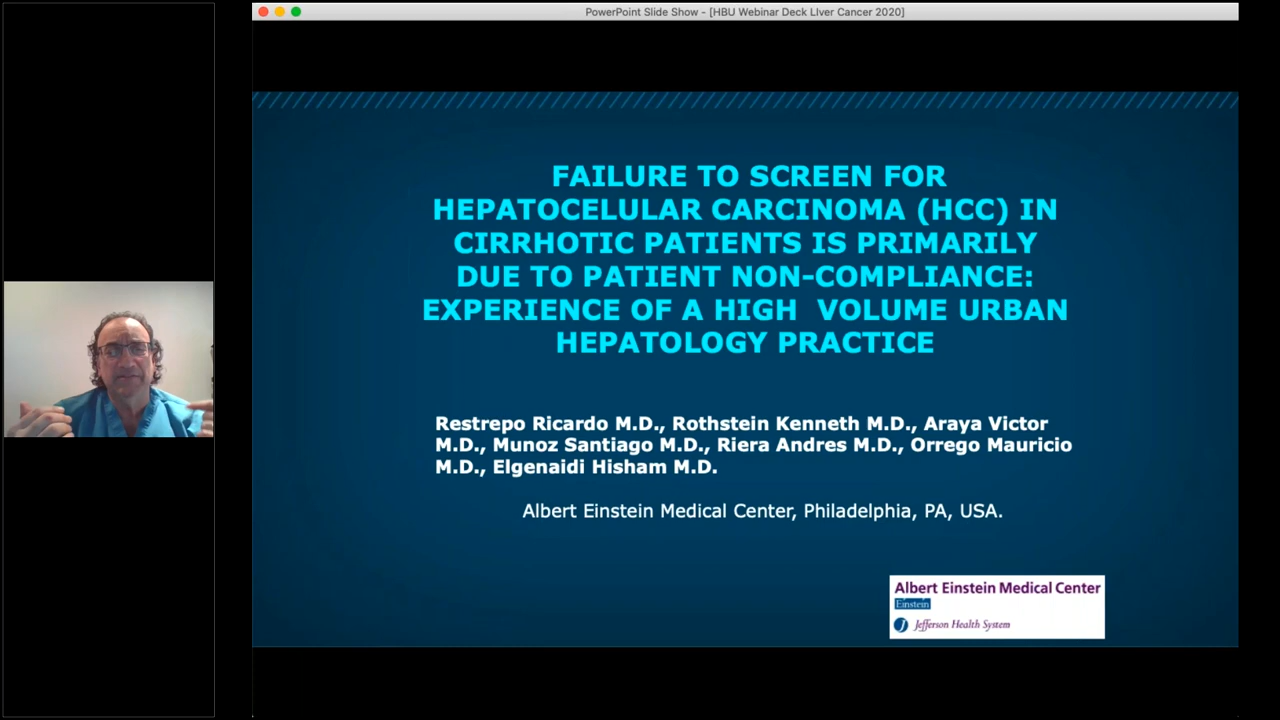 PowerPoint Slide Show - [HBU Webinar Deck LIver Cancer 2020]
FAILURE TO SCREEN FOR
HEPATOCELULAR CARCINOMA (HCC) IN
CIRRHOTIC PATIENTS IS PRIMARILY
DUE TO PATIENT NON-COMPLIANCE:
EXPERIENCE OF A HIGH VOLUME URBAN
HEPATOLOGY PRACTICE
Restrepo Ricardo M.D., Rothstein Kenneth M.D., Araya Victor
M.D., Munoz Santiago M.D., Riera Andres M.D., Orrego Mauricio
M.D., Elgenaidi Hisham M.D.
Albert Einstein Medical Center, Philadelphia, PA, USA.
Albert Einstein Medical Center
Einstein
J Jefferson Health System